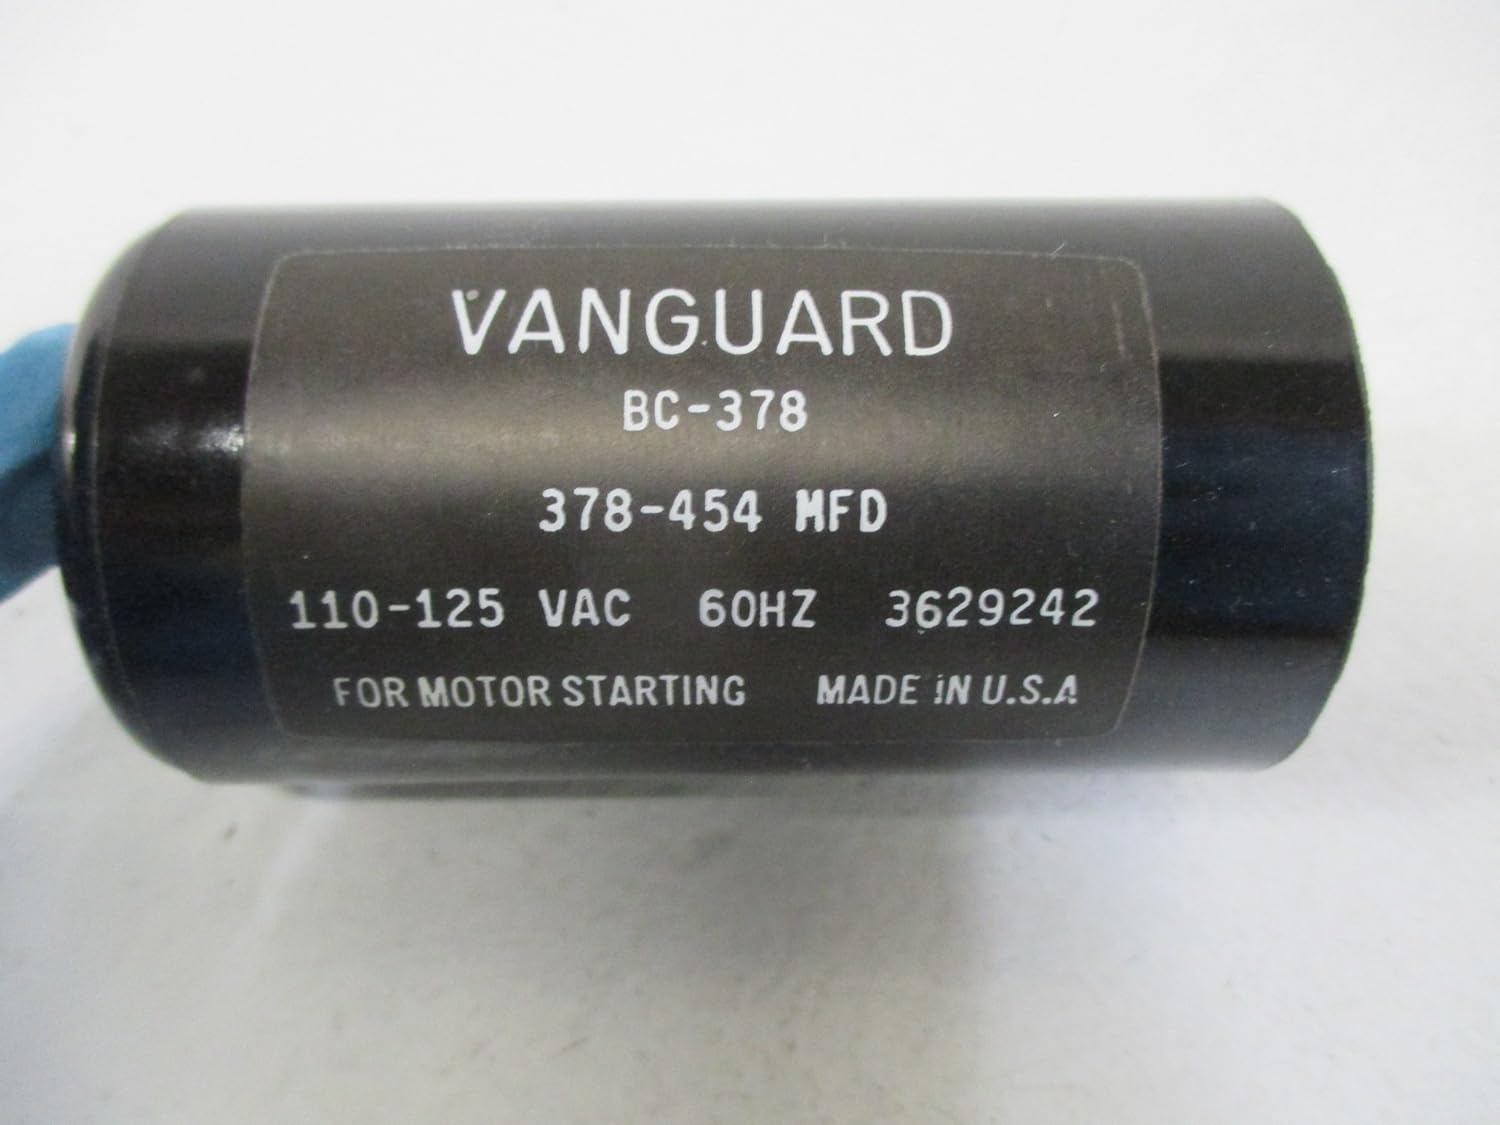 VANGUARD
BC-378
378-454 MFD
110-125 VAC 60HZ 3629242
FOR MOTOR STARTING MADE IN U.S.A